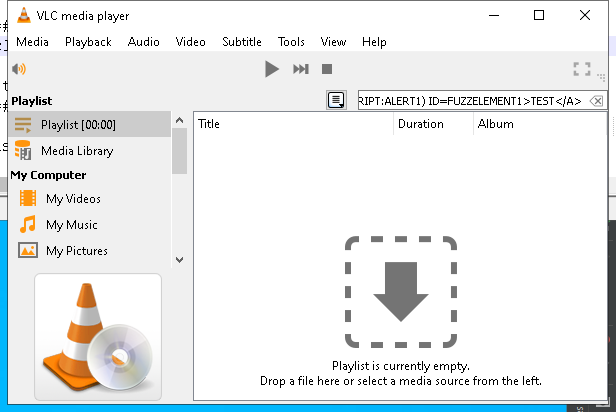 VLC media player
Media Playback Audio Video Subtitle Tools View Help
Playlist
RIPT:ALERT1) ID=FUZZELEMENT1>TEST</A>
Playlist [00:00]
Title Duration Album
Media Library
My Computer
My Videos
My Music
My Pictures
Playlist is currently empty.
Drop a file here or select a media source from the left.